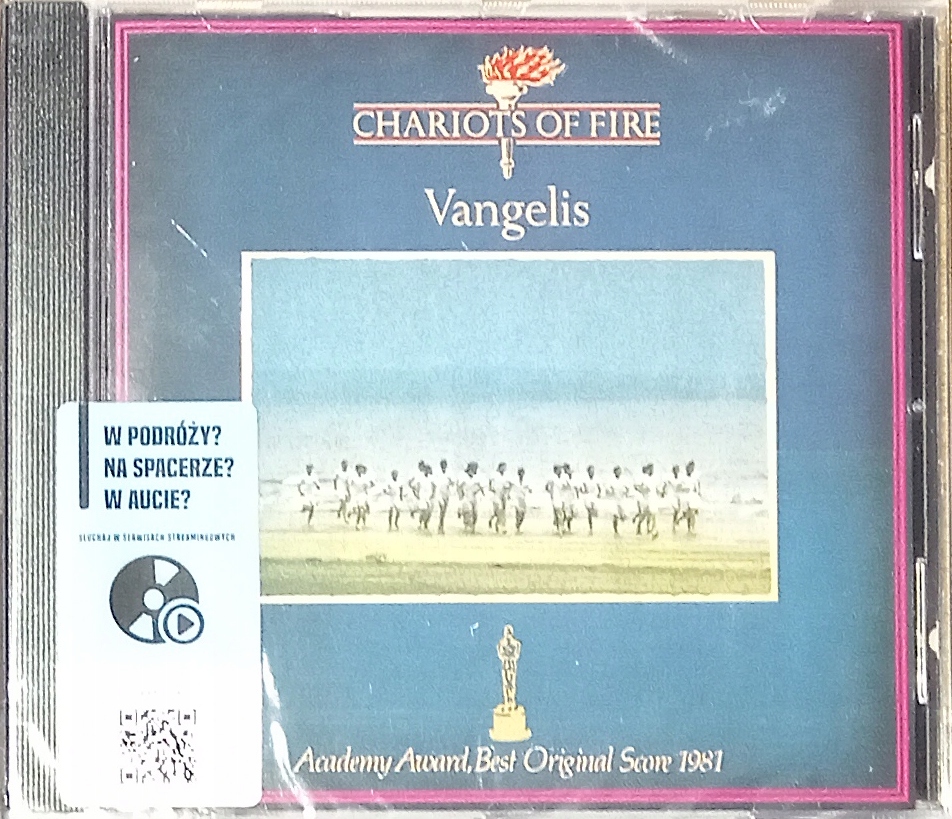 CHARIOTS OF FIRE
Vangelis
W PODRÓŻY?
NA SPACERZE?
W AUCIE?
SŁUCHAJ W SERWISACH STREAMINGOWYCH
Academy Award, Best Original Score 1981